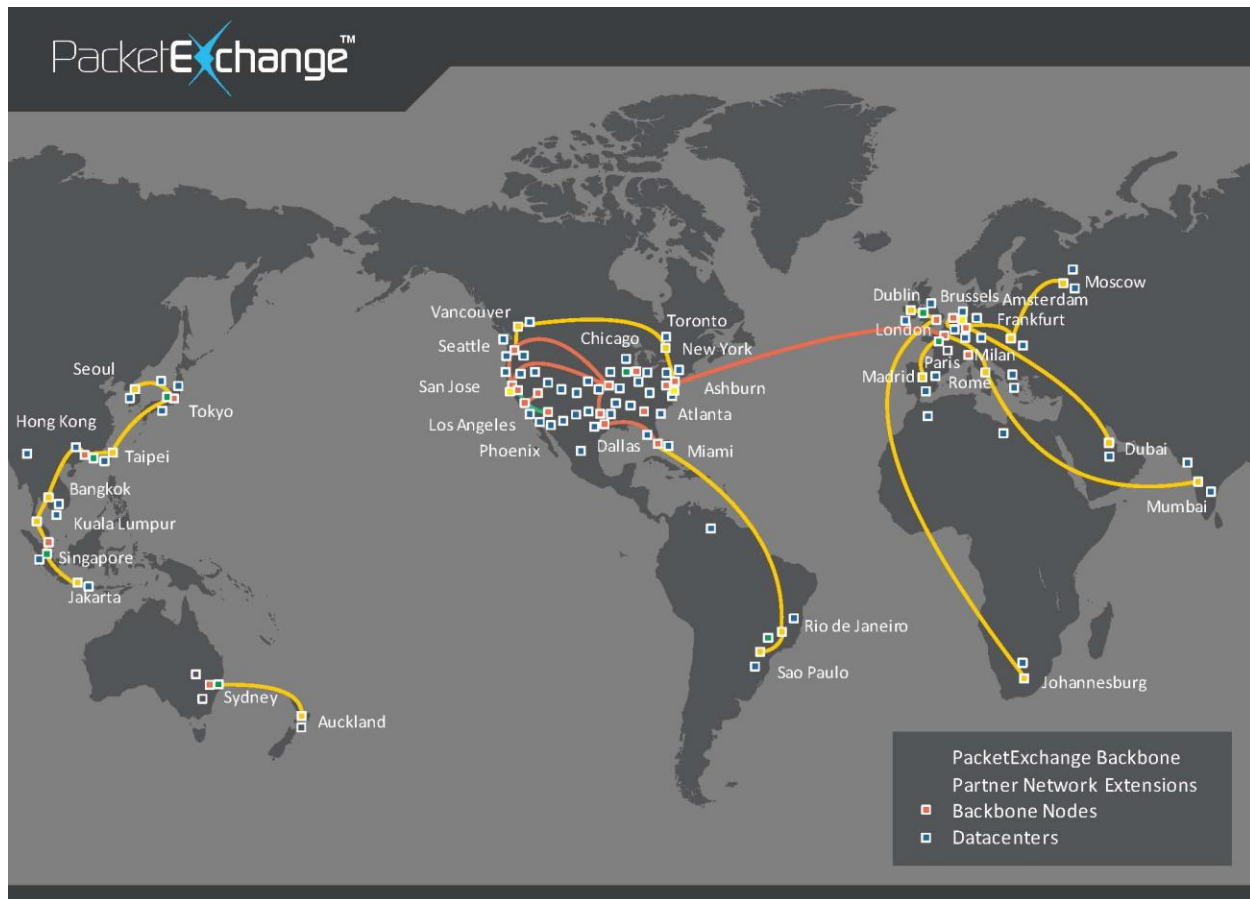 PacketExchange™
Vancouver
Toronto
Seattle
Chicago
New York
San Jose
Ashburn
Los Angeles
Atlanta
Phoenix
Dallas
Miami
Seoul
Tokyo
Hong Kong
Taipei
Bangkok
Kuala Lumpur
Singapore
Jakarta
Sydney
Auckland
Rio de Janeiro
Sao Paulo
Dublin
Brussels
Amsterdam
Moscow
London
Frankfurt
Paris
Milan
Madrid
Rome
Dubai
Mumbai
Johannesburg
PacketExchange Backbone
Partner Network Extensions
Backbone Nodes
Datacenters